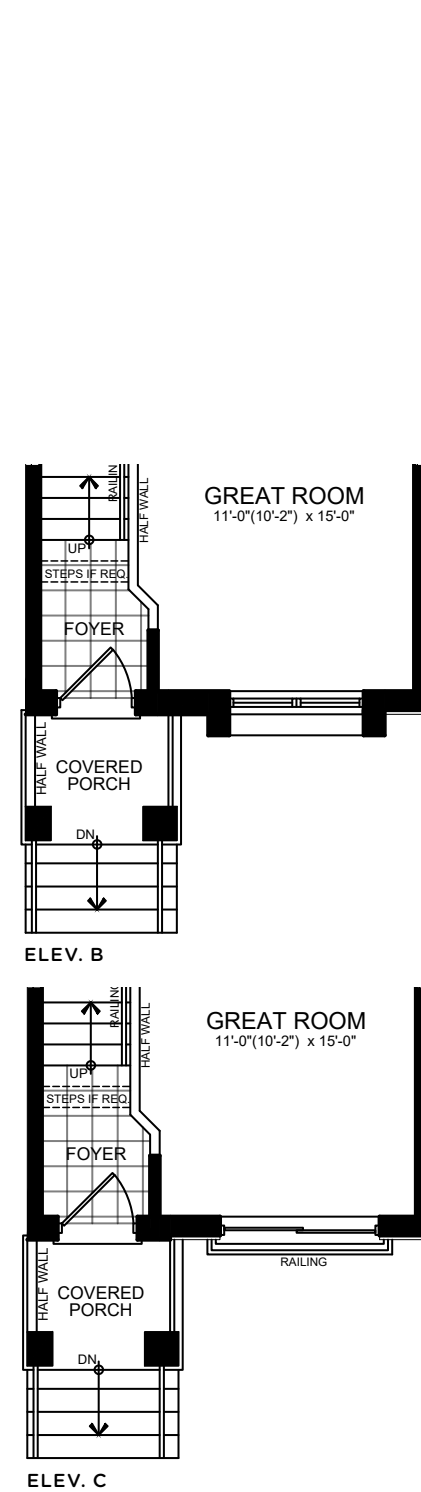 RAILIN
HALF WALL
GREAT ROOM
11'-0"(10'-2") x 15'-0"
UP
STEPS IF REQ.
FOYER
HALF WALL
COVERED
PORCH
DN
ELEV. B
RAILING
HALF WALL
GREAT ROOM
11'-0"(10'-2") x 15'-0"
UP
STEPS IF REQ.
FOYER
HALF WALL
RAILING
COVERED
PORCH
DN
ELEV. C